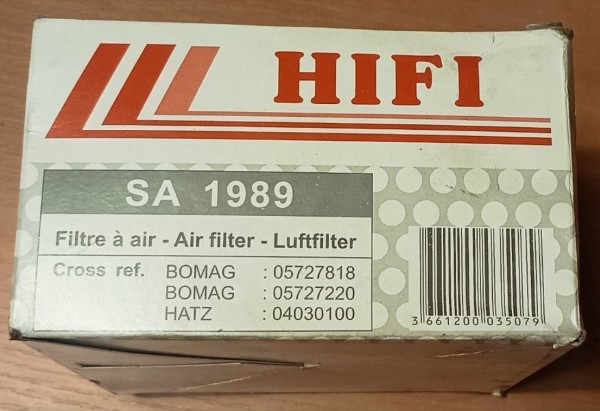 HIFI
SA 1989
Filtre à air - Air filter - Luftfilter
Cross ref. BOMAG : 05727818
BOMAG : 05727220
HATZ : 04030100
3 661200 035079